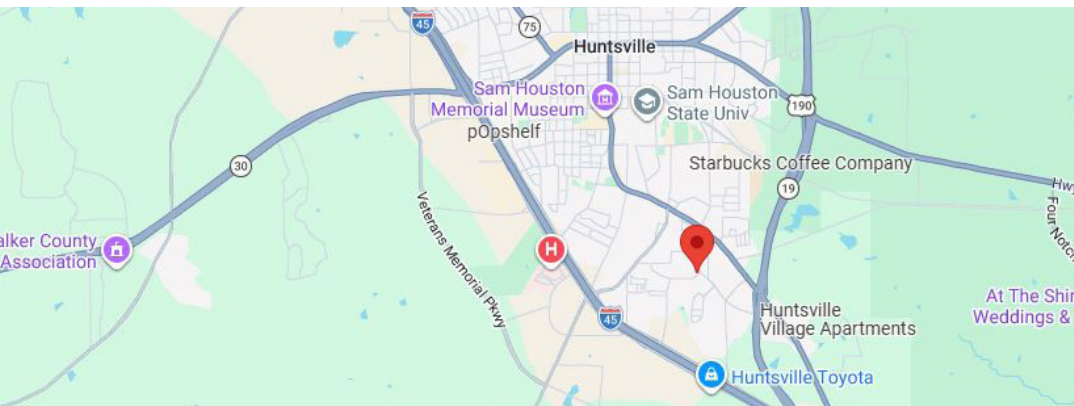 45
75
Huntsville
Sam Houston
Memorial Museum
Sam Houston
State Univ
190
pOpshelf
Starbucks Coffee Company
30
19
Hwy
Four Notch
Veterans Memorial Pkwy
alker County
Association
H
At The Shir
Weddings &
Huntsville
Village Apartments
45
Huntsville Toyota